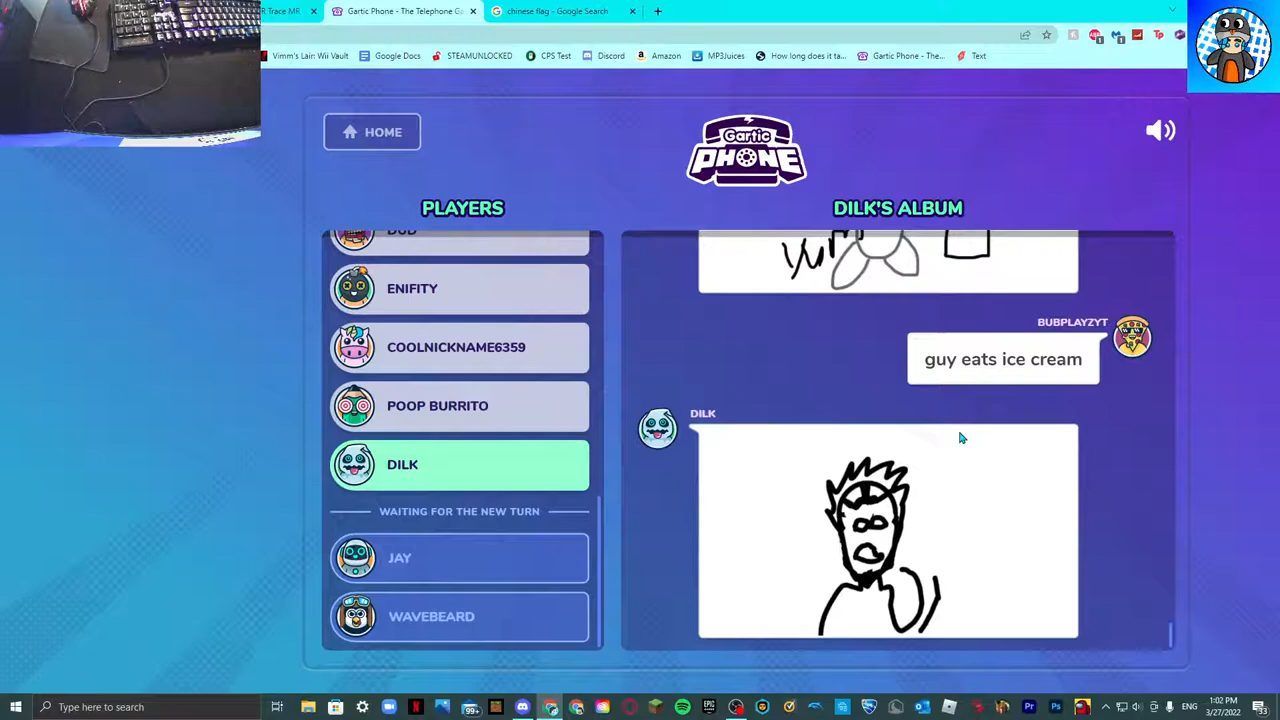 R Trace MR
Gartic Phone - The Telephone Ga
chinese flag - Google Search
Vimm's Lair: Wii Vault
Google Docs
STEAMUNLOCKED
CPS Test
Discord
Amazon
MP3Juices
How long does it ta...
Gartic Phone - The...
Text
HOME
Gartic
PHONE
PLAYERS
DILK'S ALBUM
DUD
ENIFITY
COOLNICKNAME6359
POOP BURRITO
DILK
WAITING FOR THE NEW TURN
JAY
WAVEBEARD
Yum
BUBPLAYZYT
guy eats ice cream
DILK
Type here to search
99+
1:02 PM
3/27/2022